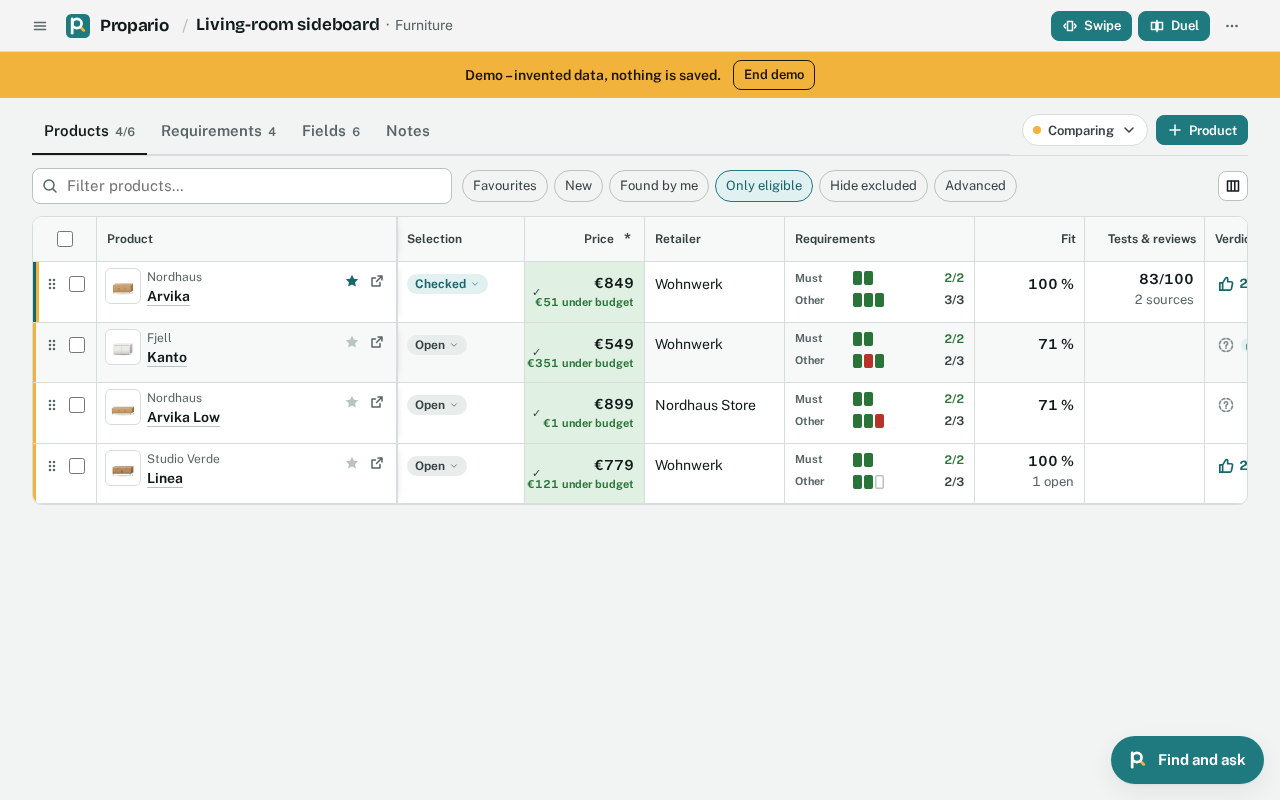 Propario / Living-room sideboard · Furniture
Swipe
Duel
Demo – invented data, nothing is saved.
End demo
Products 4/6
Requirements 4
Fields 6
Notes
Comparing
Product
Filter products...
Favourites
New
Found by me
Only eligible
Hide excluded
Advanced
Product
Selection
Price *
Retailer
Requirements
Fit
Tests & reviews
Nordhaus
Arvika
Checked
✓ €849
€51 under budget
Wohnwerk
Must 2/2
Other 3/3
100 %
83/100
2 sources
2
Fjell
Kanto
Open
✓ €549
€351 under budget
Wohnwerk
Must 2/2
Other 2/3
71 %
Nordhaus
Arvika Low
Open
✓ €899
€1 under budget
Nordhaus Store
Must 2/2
Other 2/3
71 %
Studio Verde
Linea
Open
✓ €779
€121 under budget
Wohnwerk
Must 2/2
Other 2/3
100 %
1 open
2
Find and ask